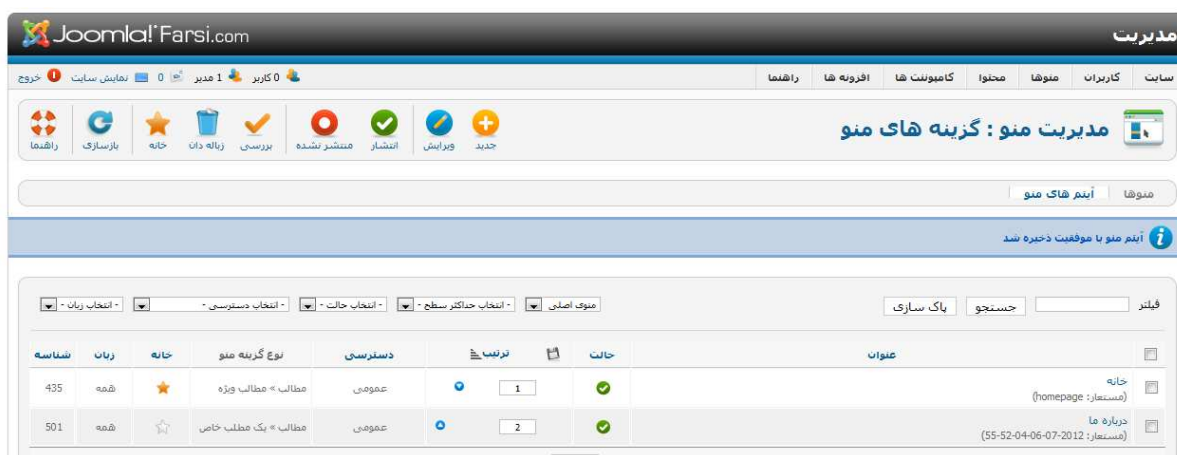 Joomla!®Farsi.com مدیریت
سایت کاربران منوها محتوا کامپوننت ها افزونه ها راهنما 0 کاربر 1 مدیر 0 نمایش سایت خروج
مدیریت منو : گزینه های منو
جدید ویرایش انتشار منتشر نشده بررسی زباله دان خانه بازسازی راهنما
منوها آیتم های منو
آیتم منو با موفقیت ذخیره شد
فیلتر جستجو پاک سازی منوی اصلی - انتخاب حداکثر سطح - - انتخاب حالت - - انتخاب دسترسی - - انتخاب زبان -
عنوان حالت ترتیب دسترسی نوع گزینه منو خانه زبان شناسه
خانه
(مستعار: homepage)
1 عمومی مطالب » مطالب ویژه همه 435
درباره ما
(مستعار: 2012-07-06-04-52-55)
2 عمومی مطالب » یک مطلب خاص همه 501